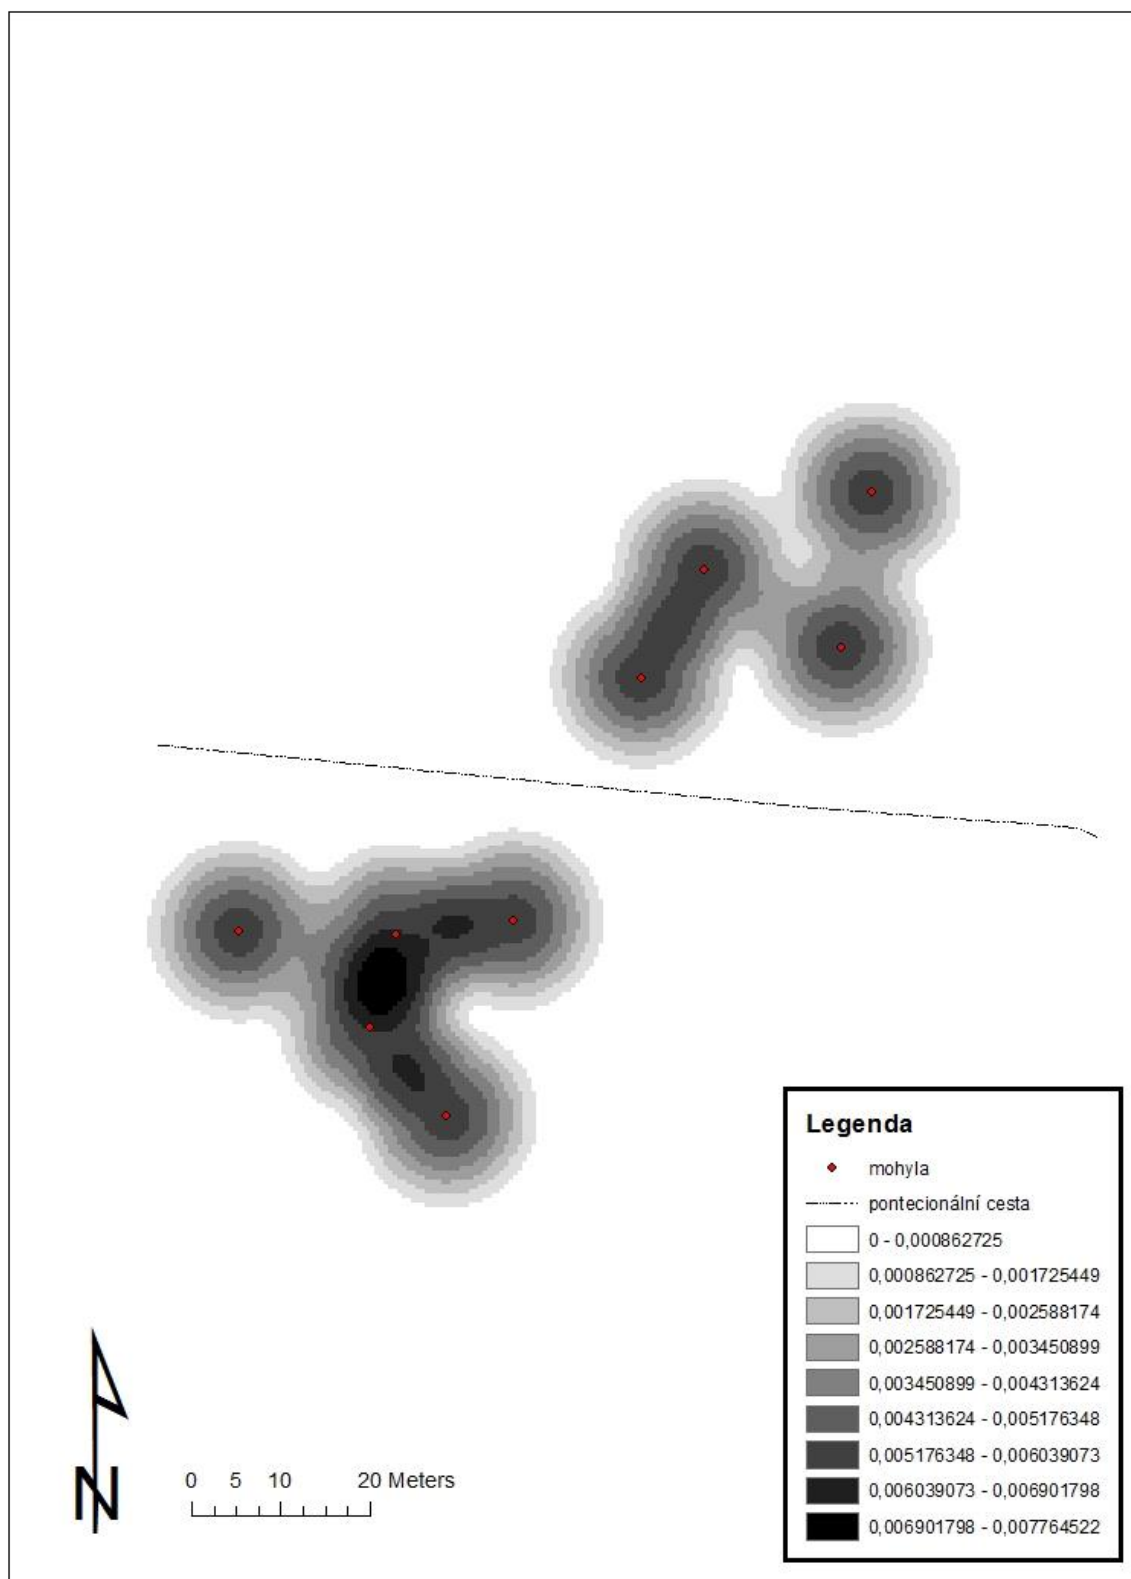 Legenda
mohyla
pontecionální cesta
0 - 0,000862725
0,000862725 - 0,001725449
0,001725449 - 0,002588174
0,002588174 - 0,003450899
0,003450899 - 0,004313624
0,004313624 - 0,005176348
0,005176348 - 0,006039073
0,006039073 - 0,006901798
0,006901798 - 0,007764522
N
0 5 10 20 Meters